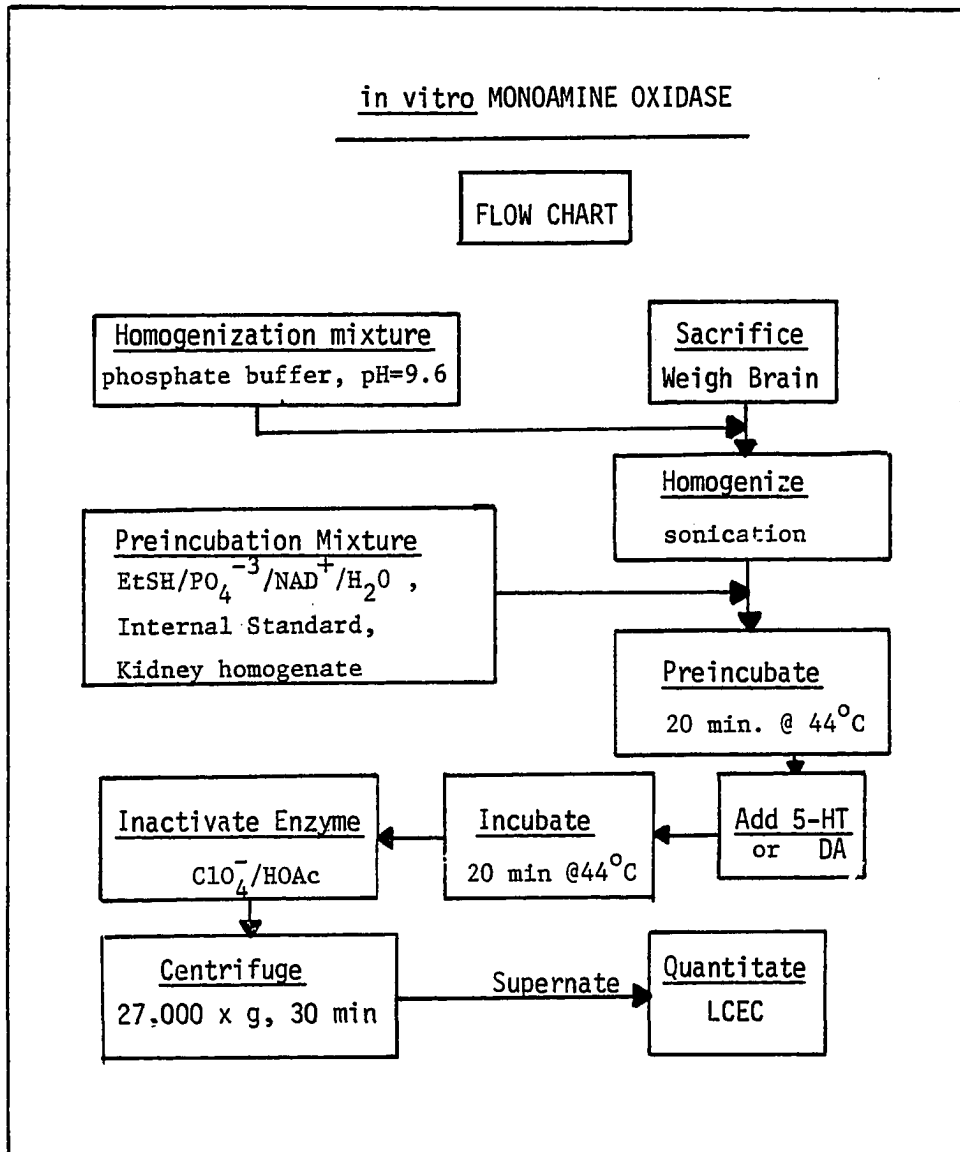 in vitro MONOAMINE OXIDASE
FLOW CHART
Homogenization mixture
phosphate buffer, pH=9.6
Sacrifice
Weigh Brain
Homogenize
sonication
Preincubation Mixture
EtSH/PO₄⁻³/NAD⁺/H₂O ,
Internal Standard,
Kidney homogenate
Preincubate
20 min. @ 44°C
Add 5-HT
or DA
Incubate
20 min @44°C
Inactivate Enzyme
ClO₄⁻/HOAc
Centrifuge
27,000 x g, 30 min
Supernate
Quantitate
LCEC